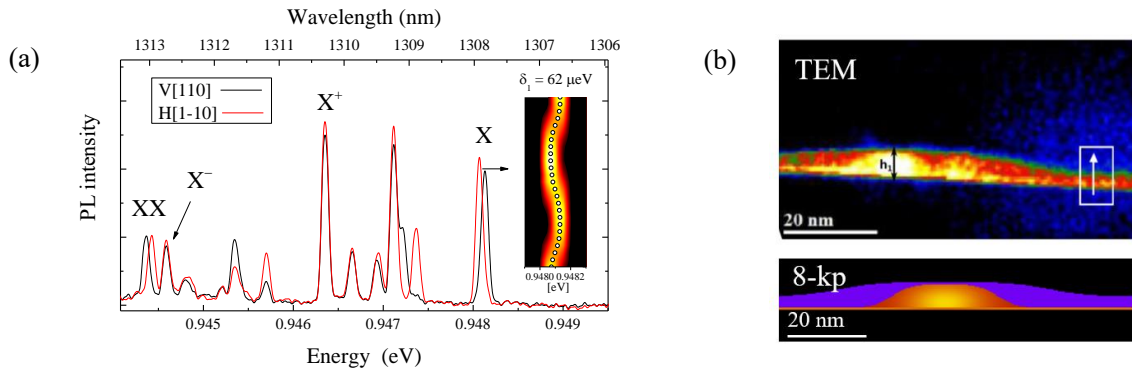 (a)
Wavelength (nm)
1313 1312 1311 1310 1309 1308 1307 1306
V[110]
H[1-10]
δ₁ = 62 μeV
X⁺
X
X⁻
XX
0.9480 0.9482
[eV]
PL intensity
0.945 0.946 0.947 0.948 0.949
Energy (eV)
(b)
TEM
h₁
20 nm
8-kp
20 nm